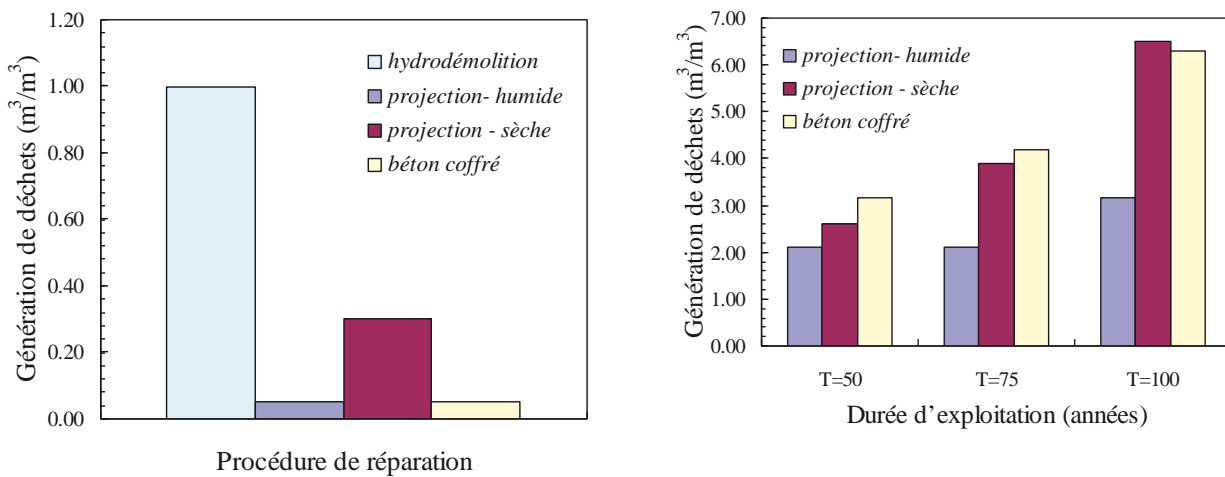 Génération de déchets (m³/m³)
1.20
1.00
0.80
0.60
0.40
0.20
0.00
hydrodémolition
projection- humide
projection - sèche
béton coffré
Procédure de réparation
Génération de déchets (m³/m³)
7.00
6.00
5.00
4.00
3.00
2.00
1.00
0.00
projection- humide
projection - sèche
béton coffré
T=50 T=75 T=100
Durée d’exploitation (années)